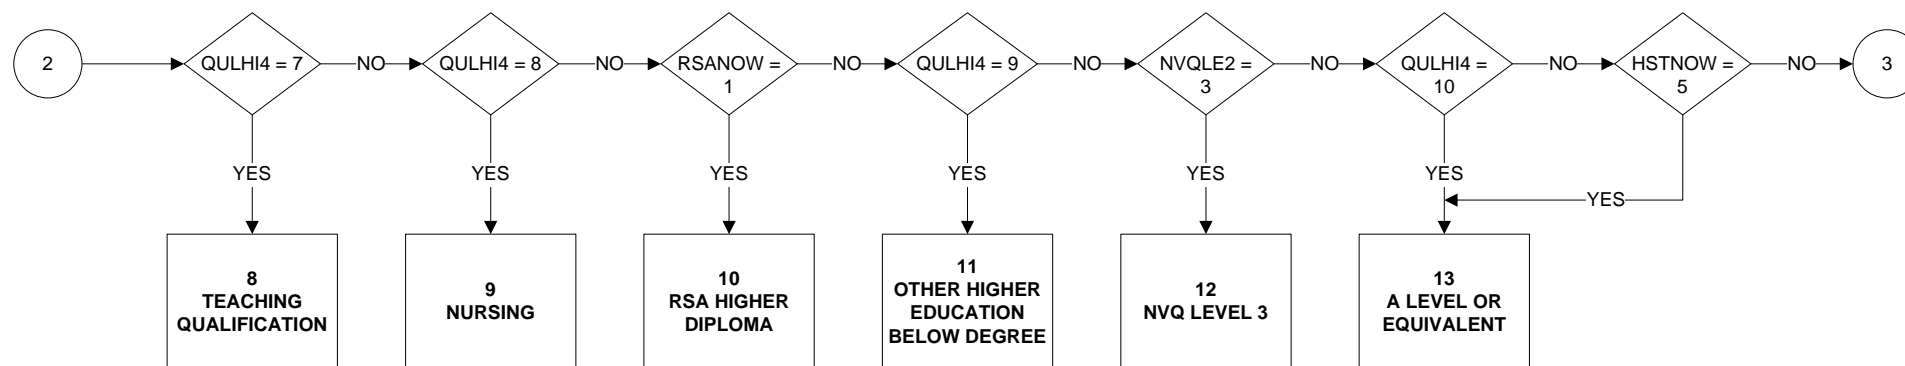 2
QULHI4 = 7
NO
QULHI4 = 8
NO
RSANOW =
1
NO
QULHI4 = 9
NO
NVQLE2 =
3
NO
QULHI4 =
10
NO
HSTNOW =
5
NO
3
YES
YES
YES
YES
YES
YES
YES
8
TEACHING
QUALIFICATION
9
NURSING
10
RSA HIGHER
DIPLOMA
11
OTHER HIGHER
EDUCATION
BELOW DEGREE
12
NVQ LEVEL 3
13
A LEVEL OR
EQUIVALENT